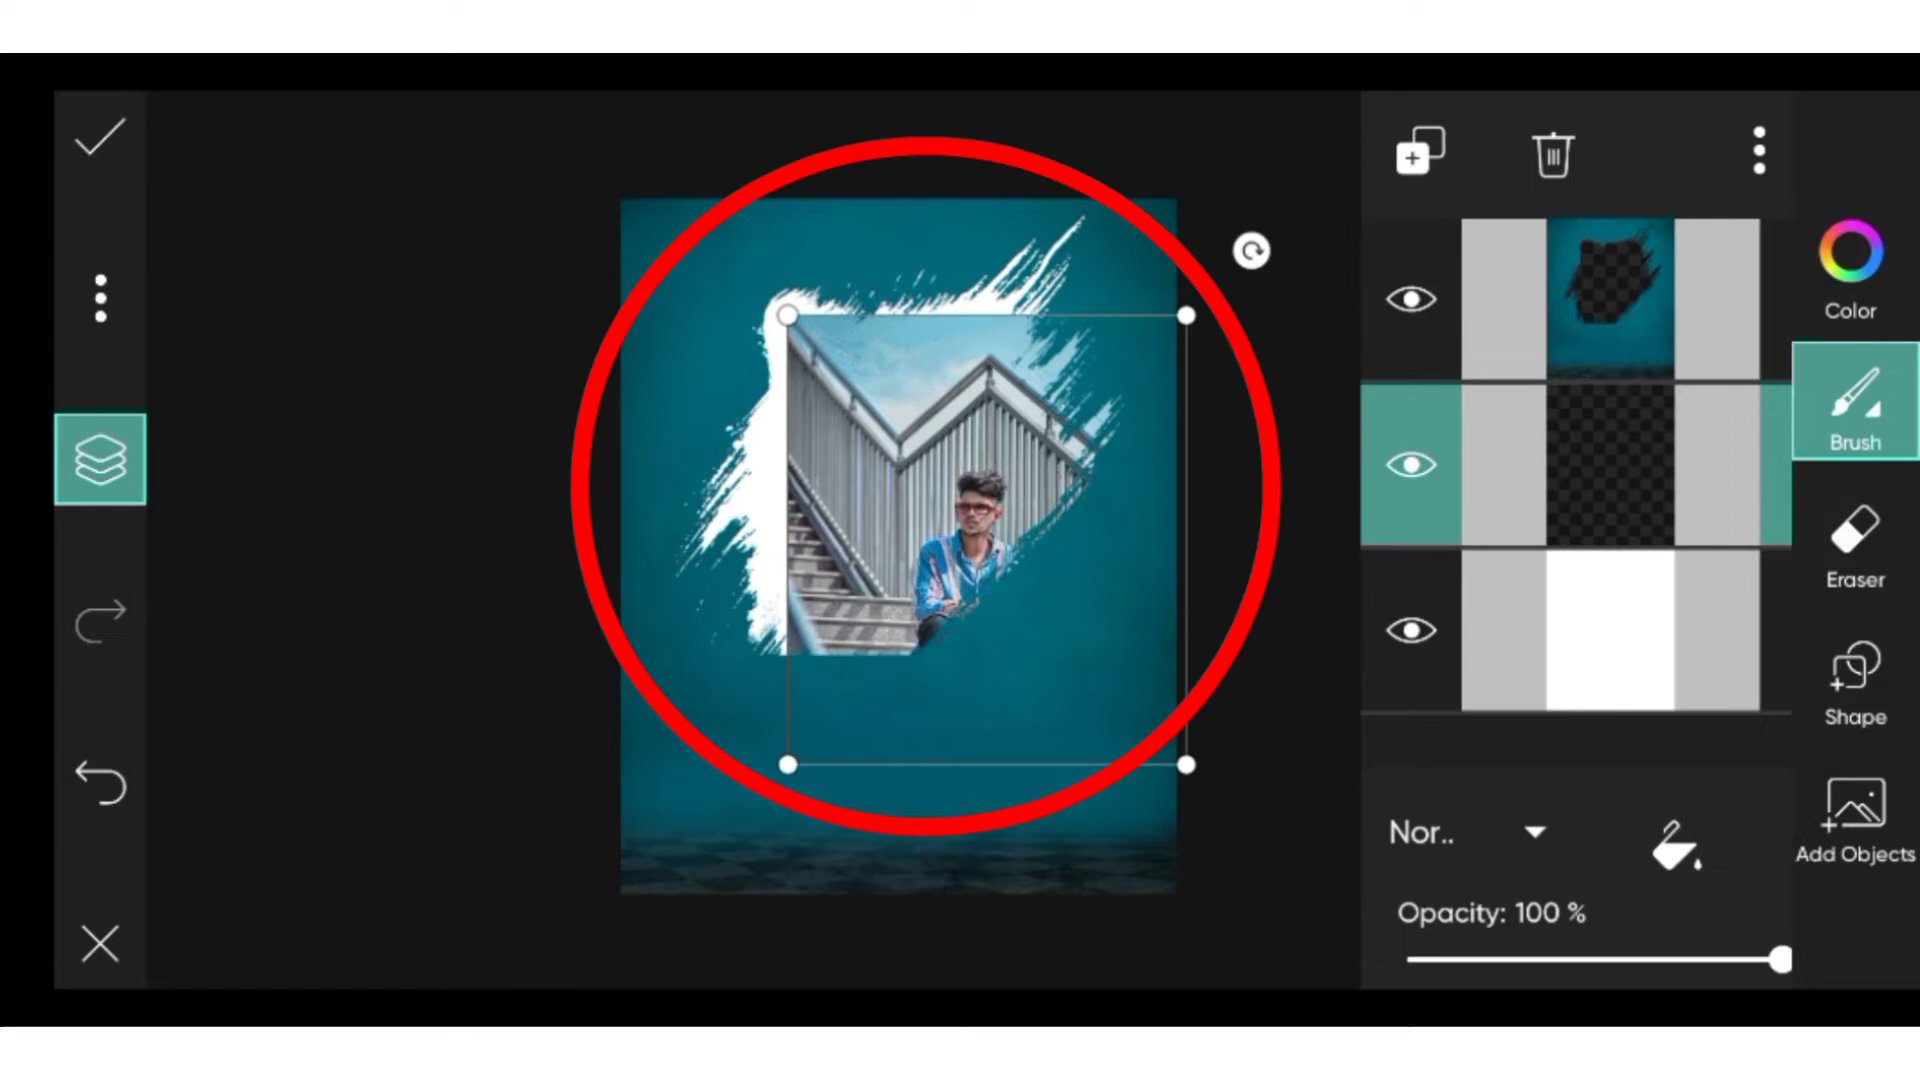 Color
Brush
Eraser
Shape
Add Objects
Nor..
Opacity: 100 %